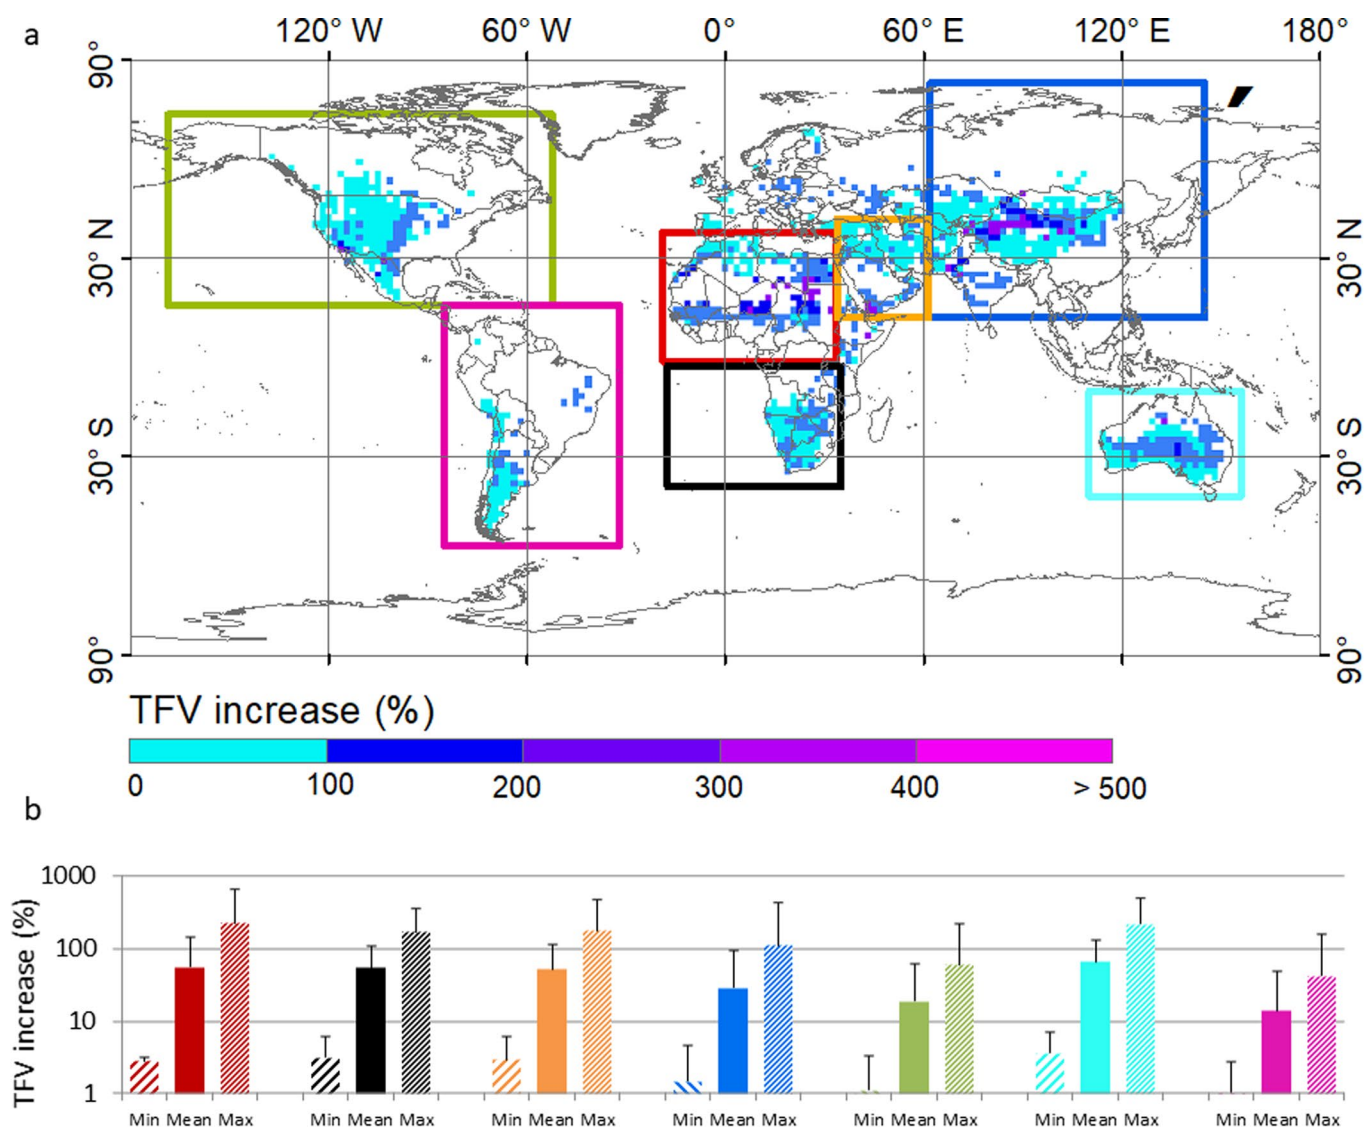 a
120° W 60° W 0° 60° E 120° E 180°
90°
30° N 30° N
30° S 30° S
90° 90°
TFV increase (%)
0 100 200 300 400 > 500
b
TFV increase (%)
1000
100
10
1
Min Mean Max Min Mean Max Min Mean Max Min Mean Max Min Mean Max Min Mean Max Min Mean Max